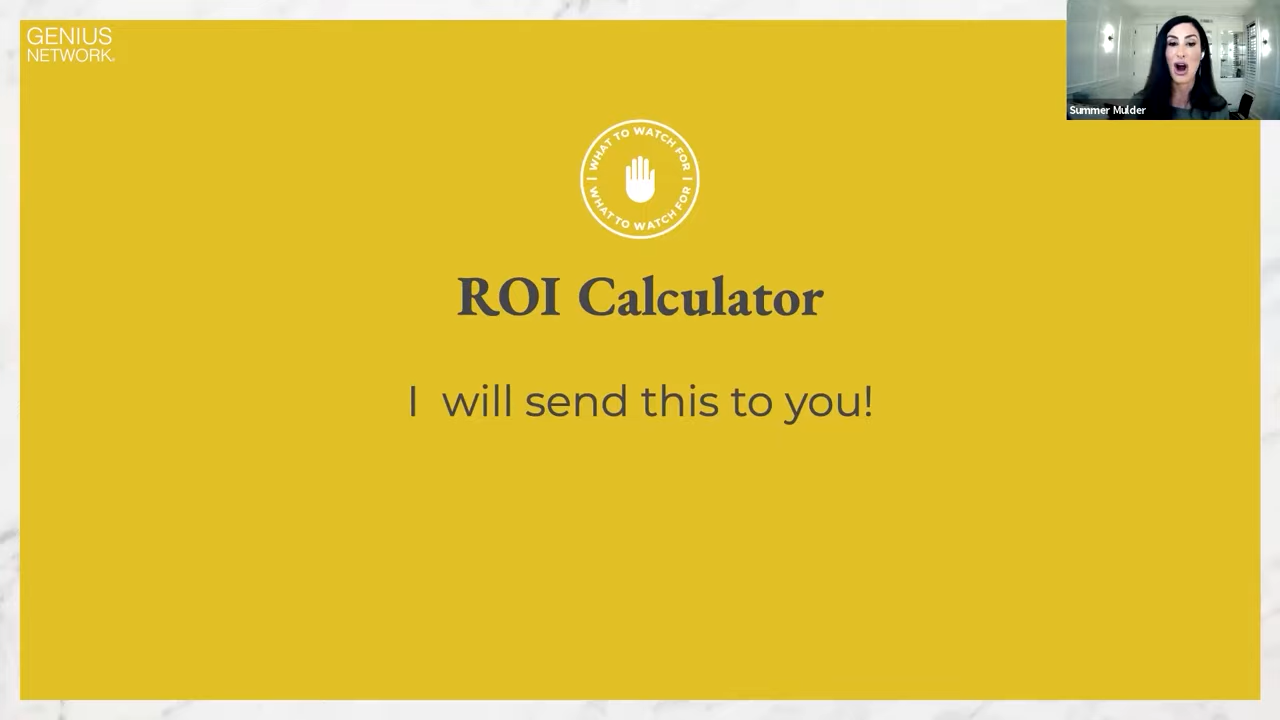 GENIUS
NETWORK®
Summer Mulder
WHAT TO WATCH FOR
WHAT TO WATCH FOR
ROI Calculator
I will send this to you!